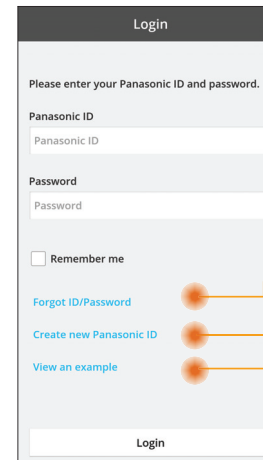 Login
Please enter your Panasonic ID and password.
Panasonic ID
Panasonic ID
Password
Password
Remember me
Forgot ID/Password
Create new Panasonic ID
View an example
Login